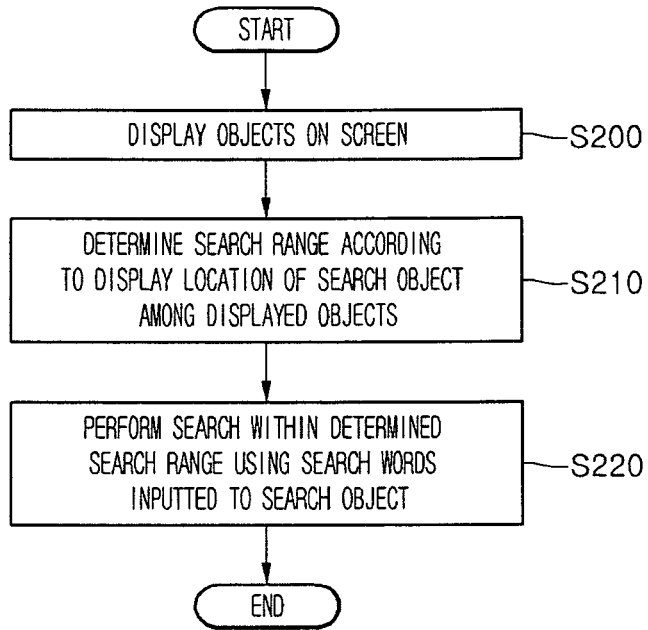 START
DISPLAY OBJECTS ON SCREEN
S200
DETERMINE SEARCH RANGE ACCORDING
TO DISPLAY LOCATION OF SEARCH OBJECT
AMONG DISPLAYED OBJECTS
S210
PERFORM SEARCH WITHIN DETERMINED
SEARCH RANGE USING SEARCH WORDS
INPUTTED TO SEARCH OBJECT
S220
END